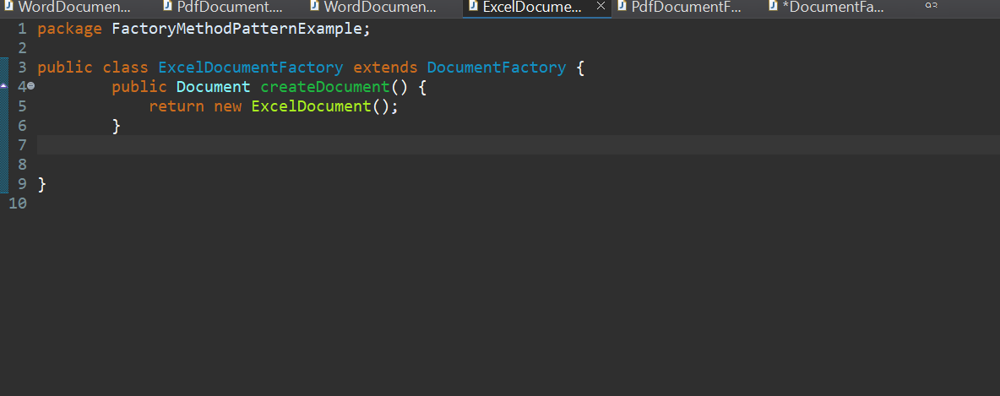 WordDocumen... PdfDocument.... WordDocumen... ExcelDocume... PdfDocumentF... *DocumentFa...
1 package FactoryMethodPatternExample;
2
3 public class ExcelDocumentFactory extends DocumentFactory {
4 public Document createDocument() {
5 return new ExcelDocument();
6 }
7
8
9 }
10